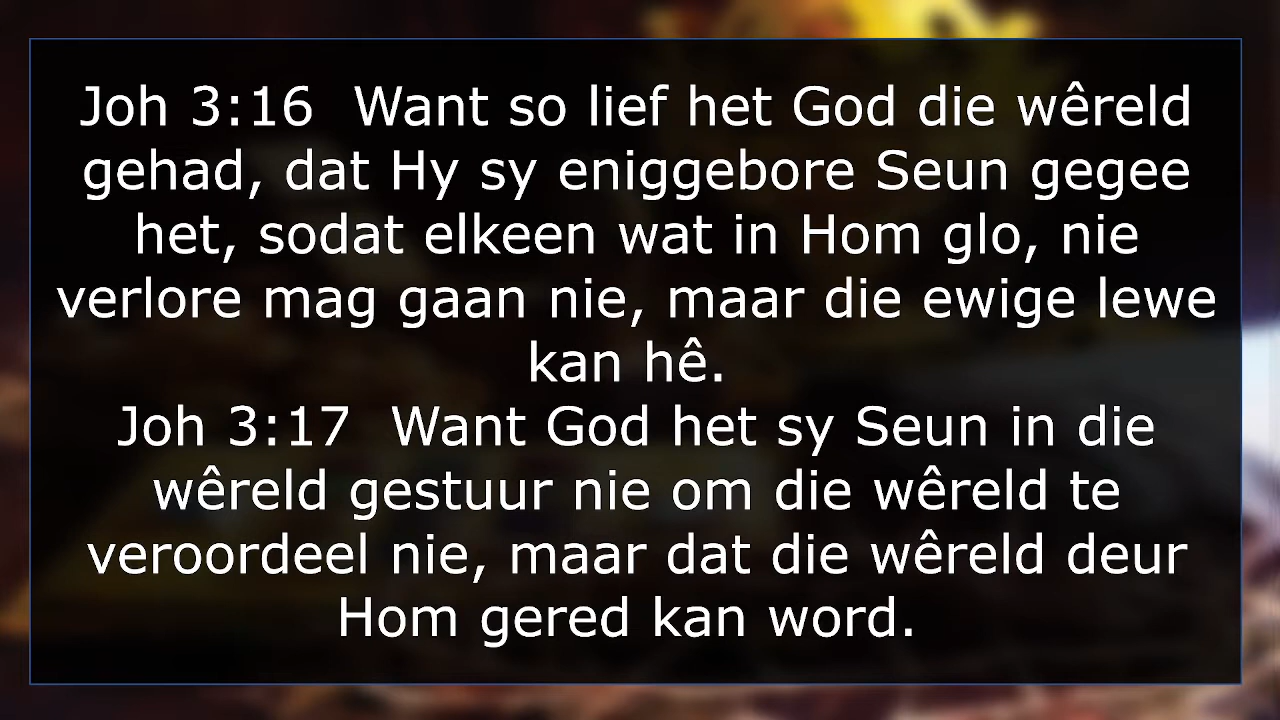 Joh 3:16  Want so lief het God die wêreld
gehad, dat Hy sy eniggebore Seun gegee
het, sodat elkeen wat in Hom glo, nie
verlore mag gaan nie, maar die ewige lewe
kan hê.
Joh 3:17  Want God het sy Seun in die
wêreld gestuur nie om die wêreld te
veroordeel nie, maar dat die wêreld deur
Hom gered kan word.